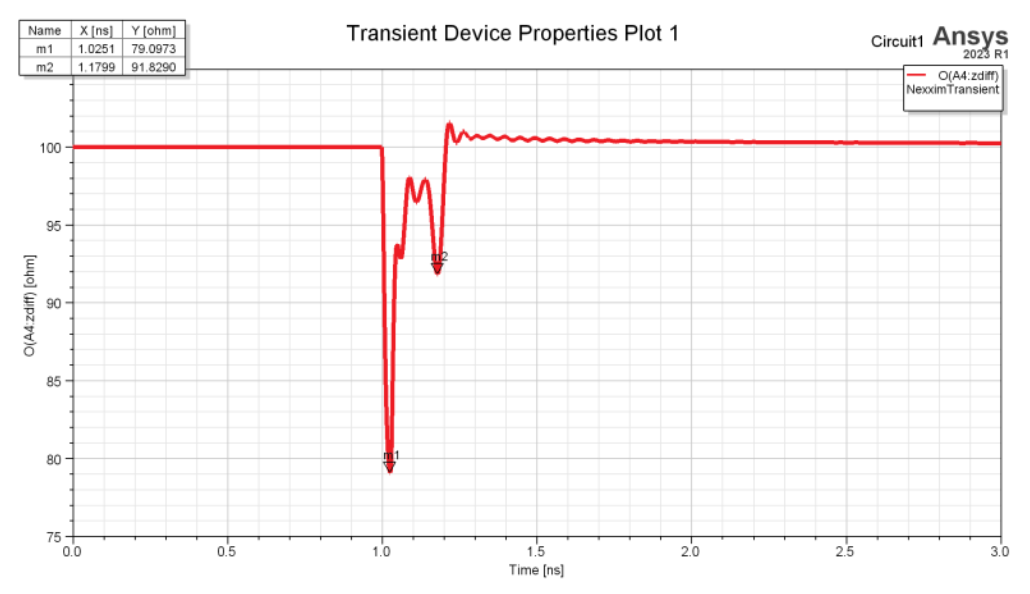 Transient Device Properties Plot 1
Name X [ns] Y [ohm]
m1 1.0251 79.0973
m2 1.1799 91.8290
Circuit1 Ansys
2023 R1
O(A4:zdiff)
NexximTransient
100
95
90
85
80
75
O(A4:zdiff) [ohm]
m2
m1
0.0 0.5 1.0 1.5 2.0 2.5 3.0
Time [ns]